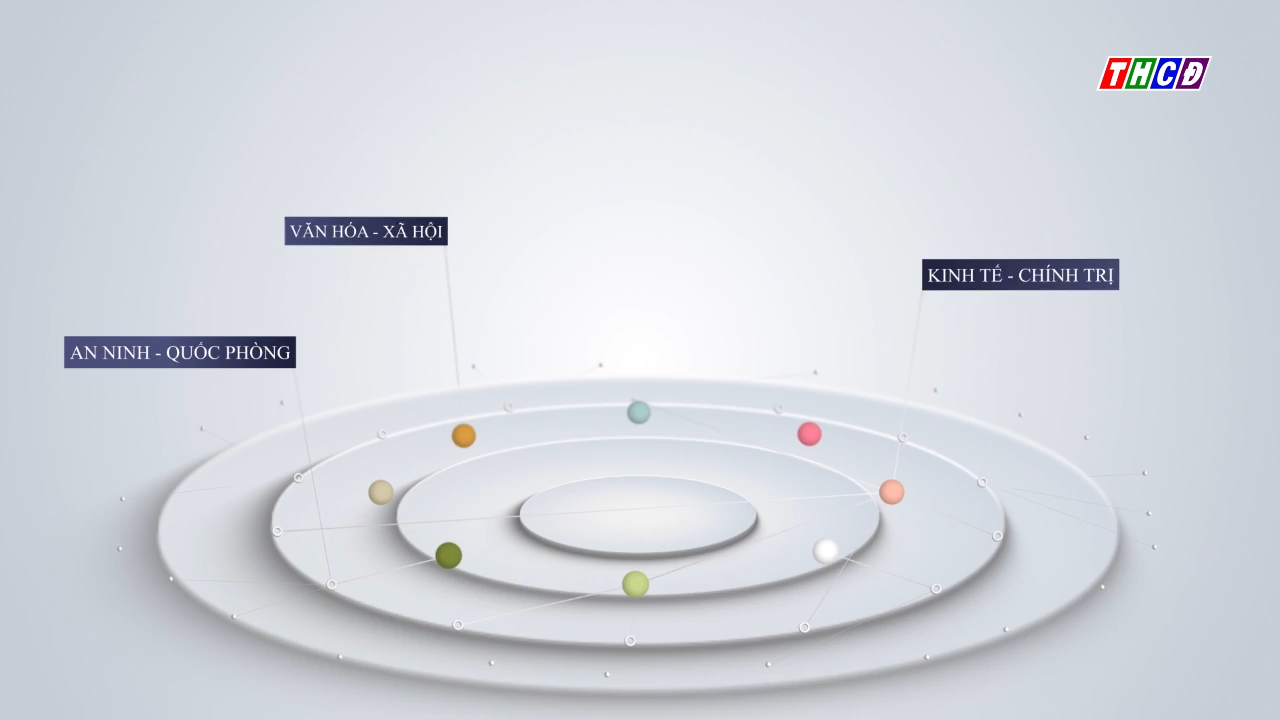 THCĐ
VĂN HÓA - XÃ HỘI
KINH TẾ - CHÍNH TRỊ
AN NINH - QUỐC PHÒNG